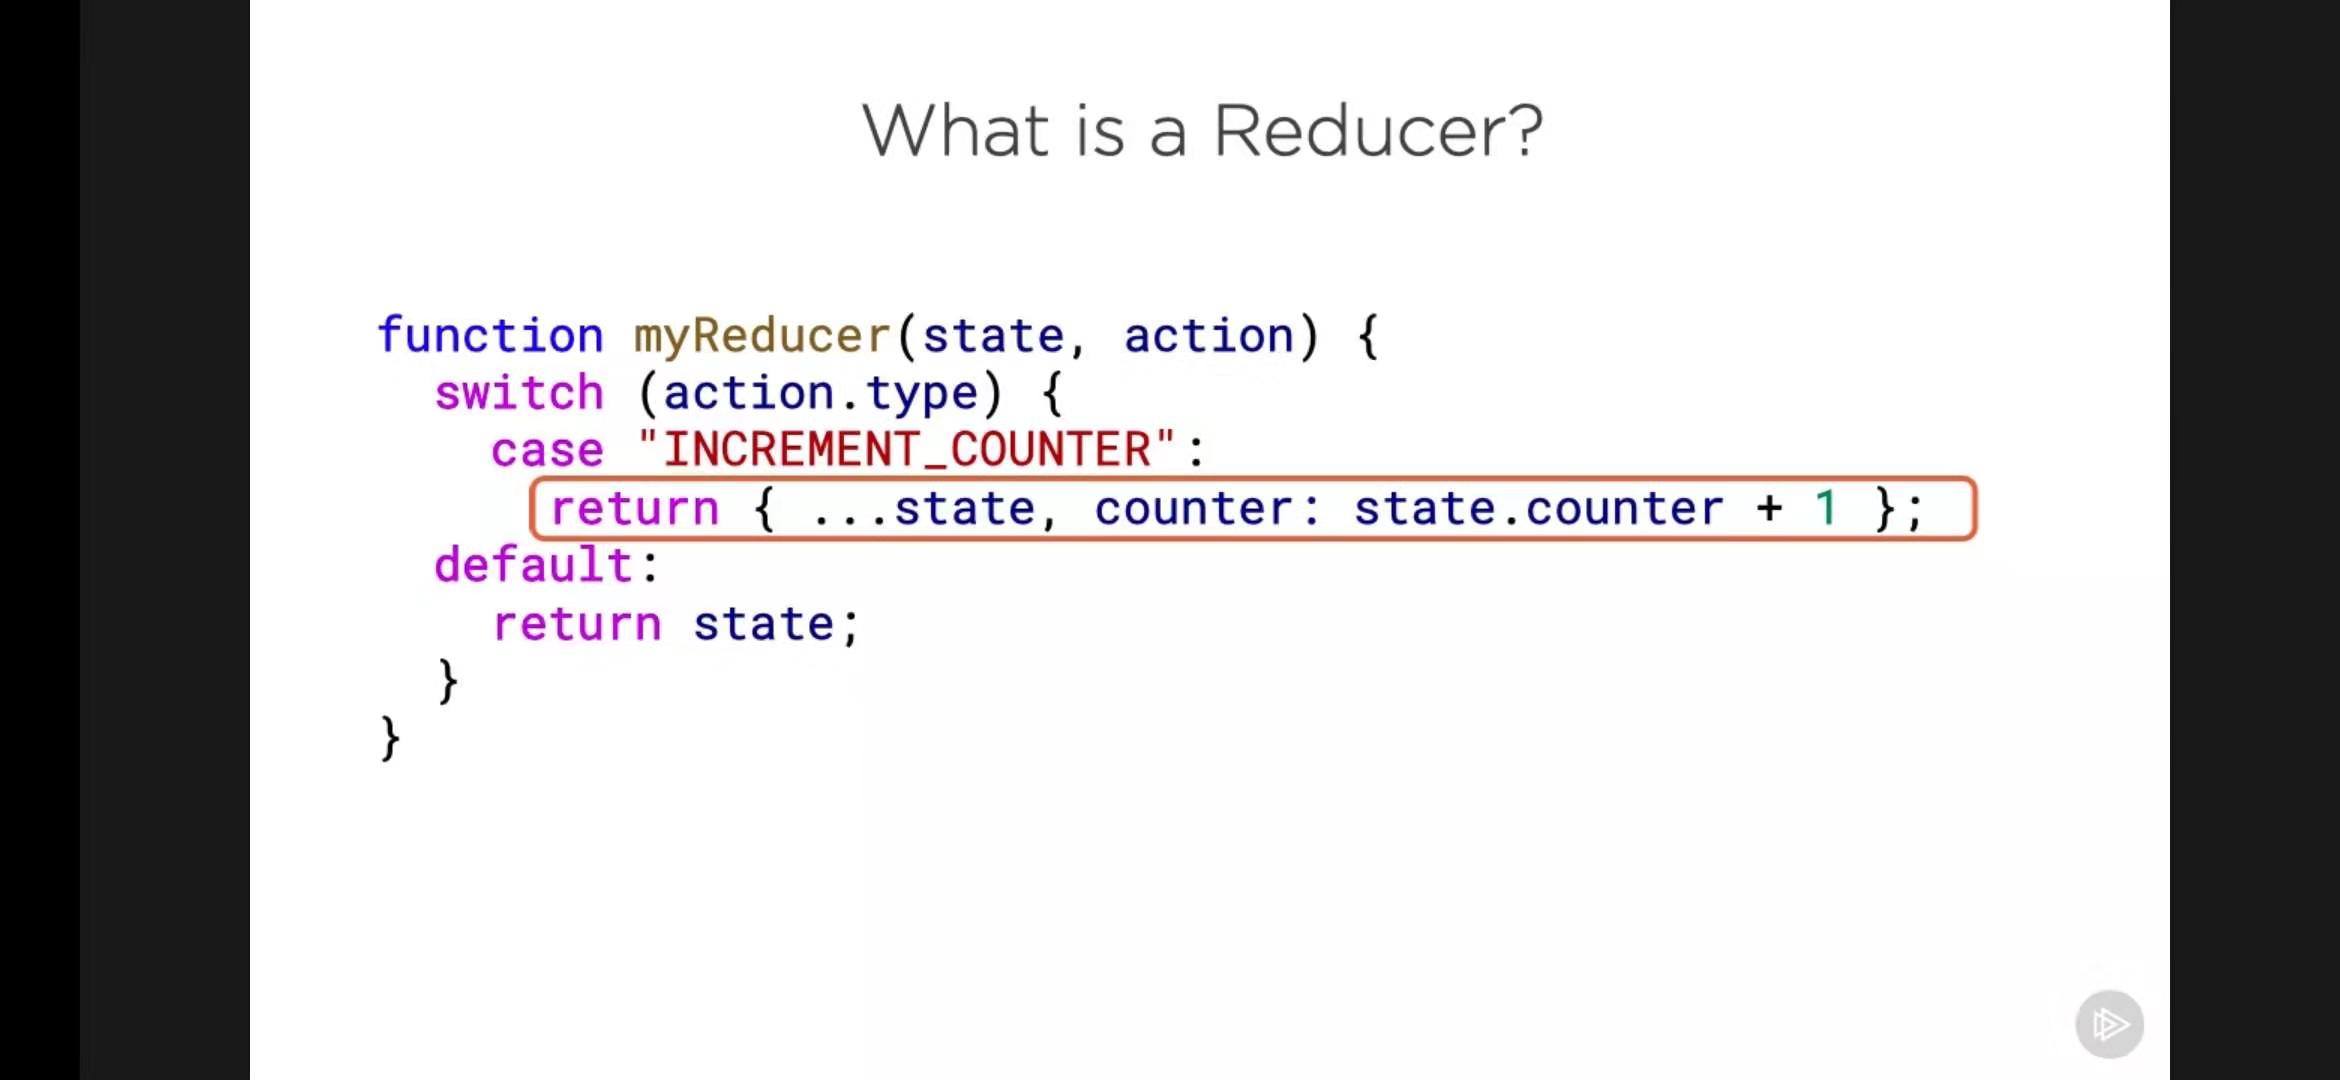 What is a Reducer?
function myReducer(state, action) {
switch (action.type) {
case "INCREMENT_COUNTER":
return { ...state, counter: state.counter + 1 };
default:
return state;
}
}